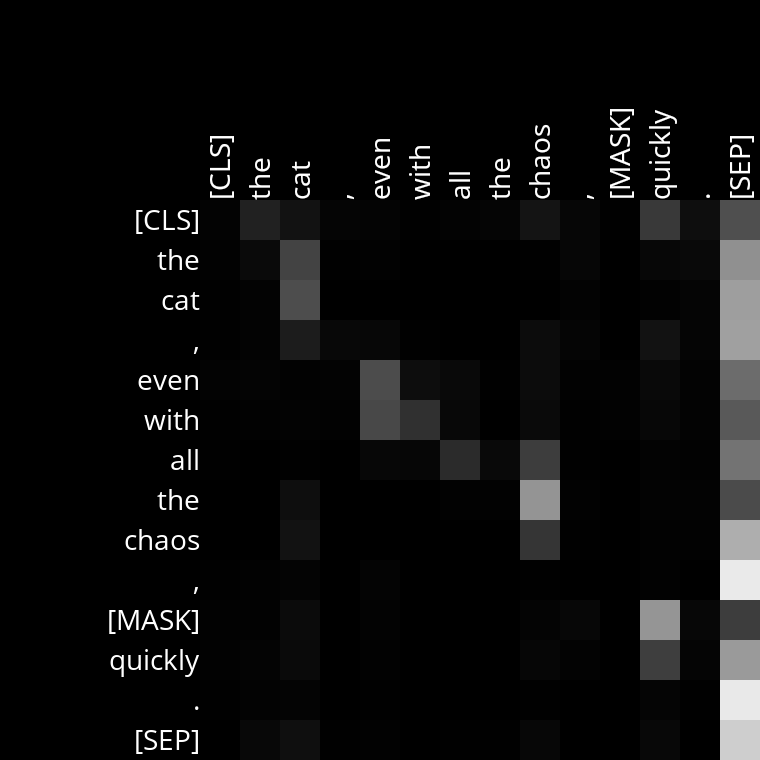 [CLS] the cat , even with all the chaos , [MASK] quickly . [SEP]
[CLS]
the
cat
,
even
with
all
the
chaos
,
[MASK]
quickly
.
[SEP]